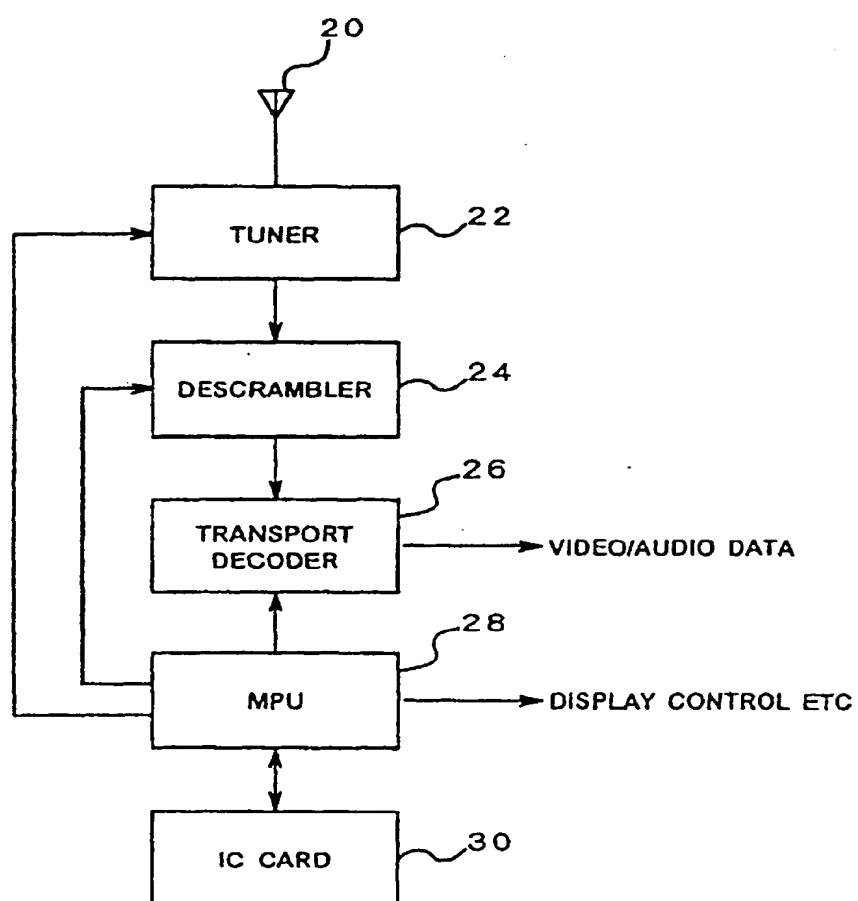 20
TUNER
22
DESCRAMBLER
24
TRANSPORT
DECODER
26
VIDEO/AUDIO DATA
MPU
28
DISPLAY CONTROL ETC
IC CARD
30